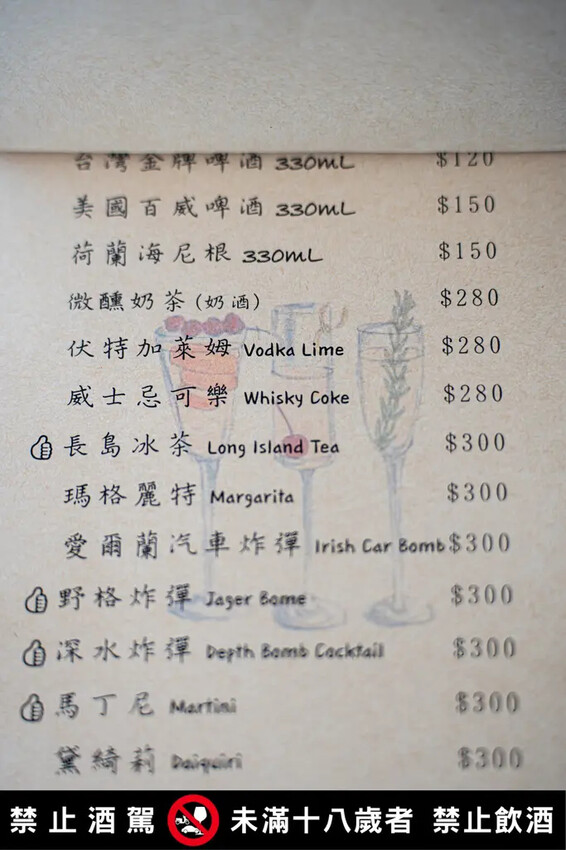 台灣金牌啤酒 330mL $120
美國百威啤酒 330mL $150
荷蘭海尼根 330mL $150
微醺奶茶(奶酒) $280
伏特加萊姆 Vodka Lime $280
威士忌可樂 Whisky Coke $280
長島冰茶 Long Island Tea $300
瑪格麗特 Margarita $300
愛爾蘭汽車炸彈 Irish Car Bomb $300
野格炸彈 Jager Bome $300
深水炸彈 Depth Bomb Cocktail $300
馬丁尼 Martini $300
黛綺莉 Daiquiri $300
禁止酒駕 未滿十八歲者 禁止飲酒